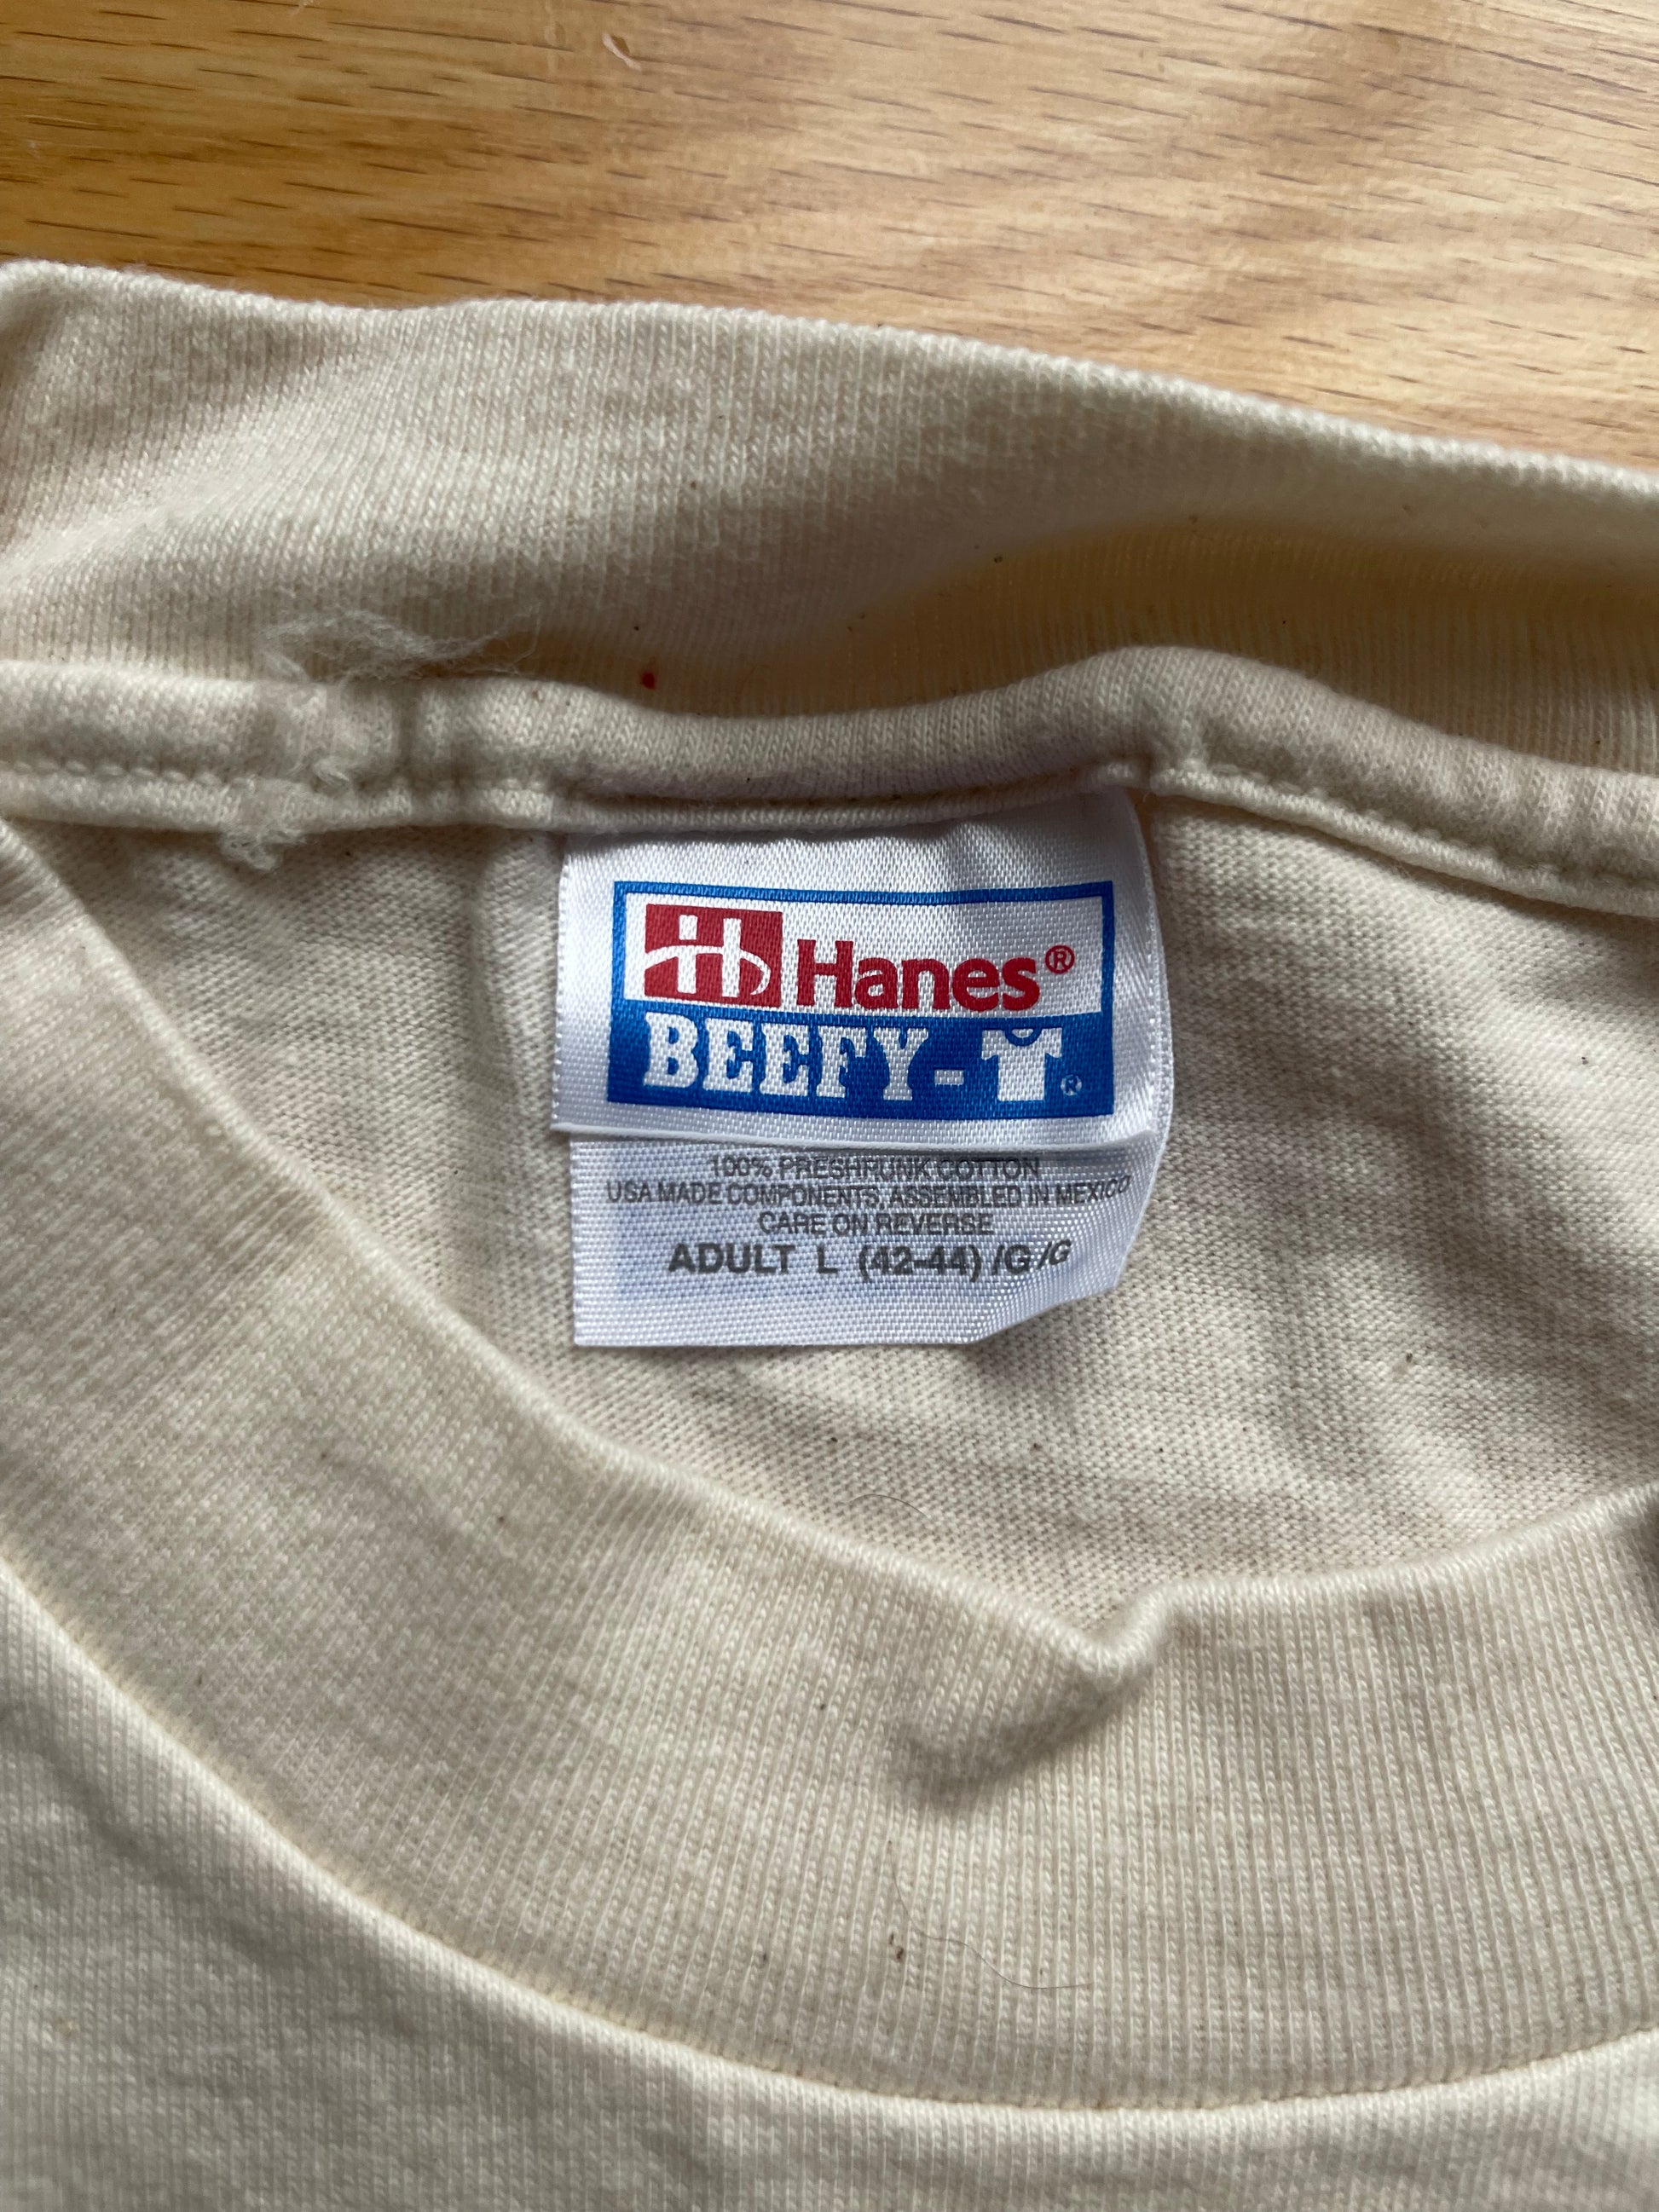 H Hanes®
BEEFY-T®
100% PRESHRUNK COTTON
USA MADE COMPONENTS, ASSEMBLED IN MEXICO
CARE ON REVERSE
ADULT L (42-44) /G /G